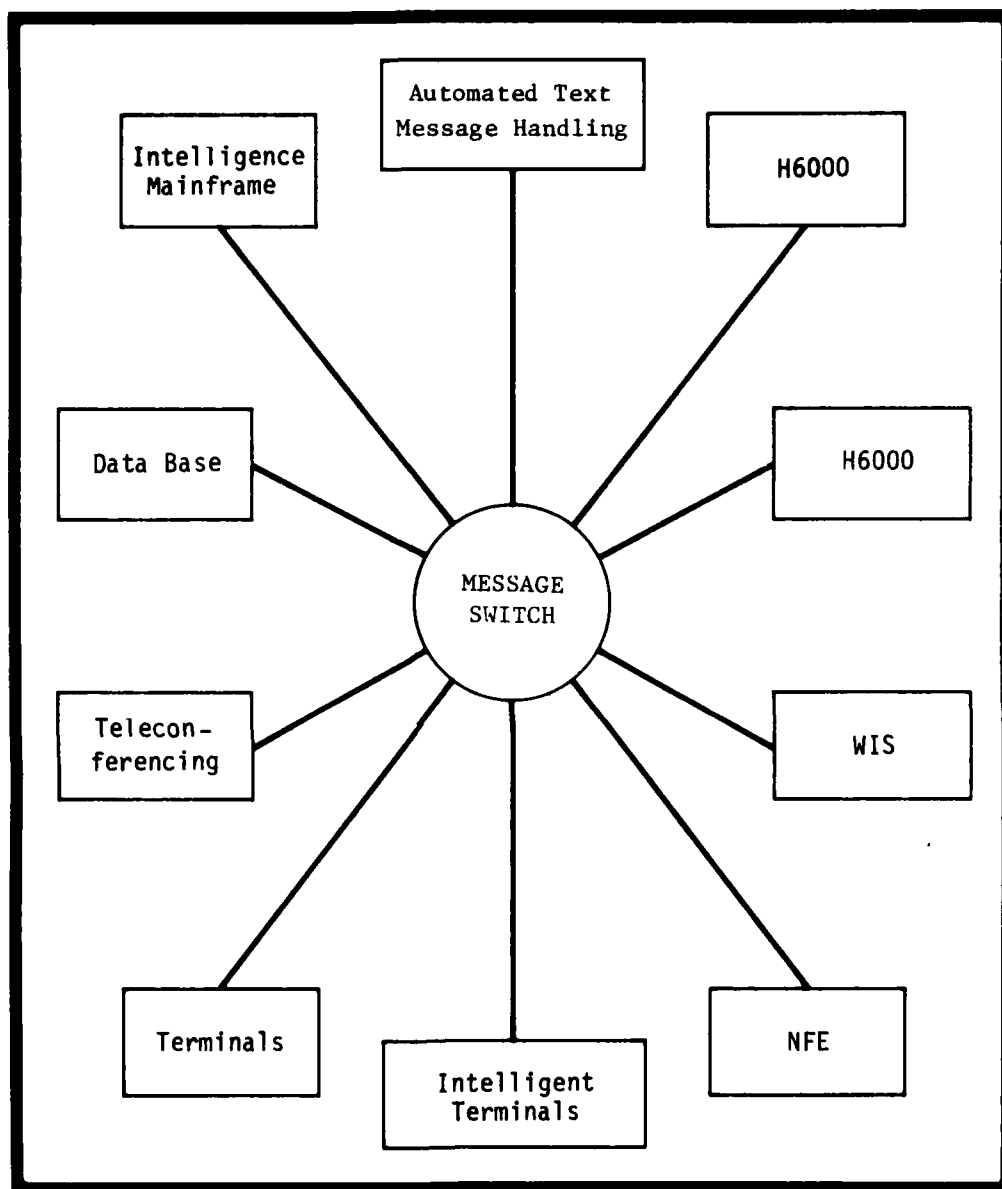 Automated Text
Message Handling
Intelligence
Mainframe
H6000
Data Base
H6000
MESSAGE
SWITCH
Telecon-
ferencing
WIS
Terminals
Intelligent
Terminals
NFE